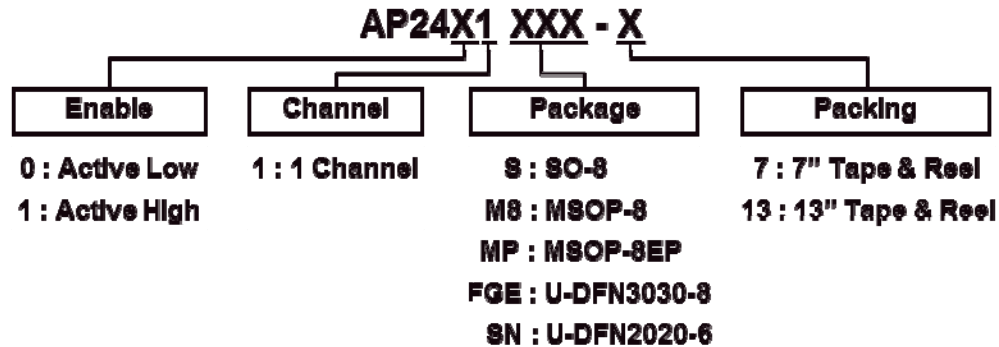 AP24X1 XXX - X
Enable Channel Package Packing
0 : Active Low 1 : 1 Channel S : SO-8 7 : 7" Tape & Reel
1 : Active High M8 : MSOP-8 13 : 13" Tape & Reel
MP : MSOP-8EP
FGE : U-DFN3030-8
SN : U-DFN2020-6